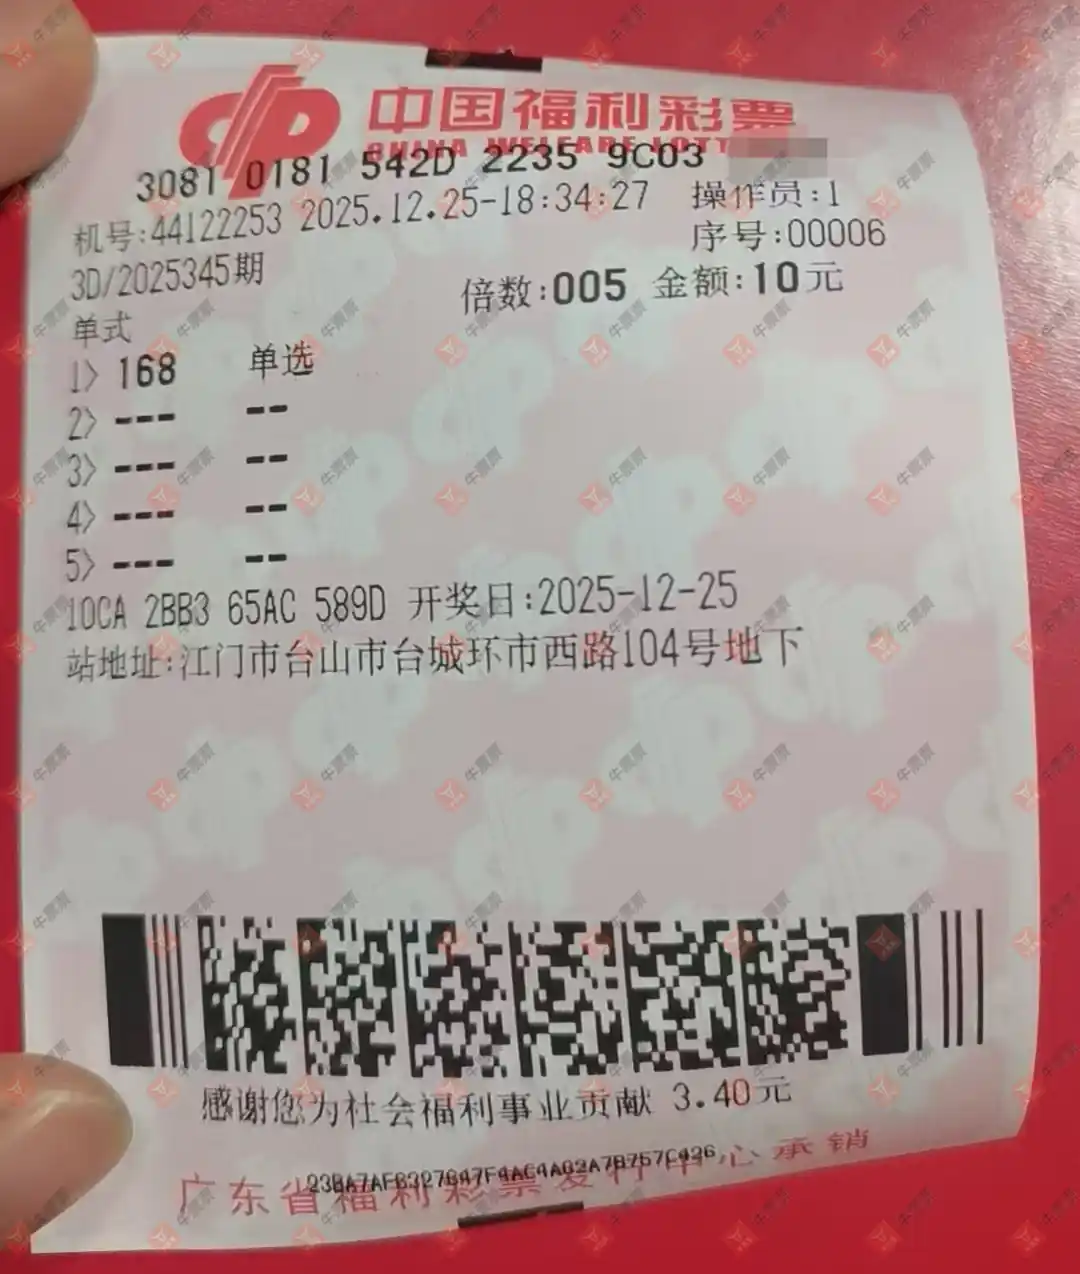 中国福利彩票
CHINA WELFARE LOTT
3081 0181 542D 2235 9C03
机号:44122253 2025.12.25-18:34:27 操作员:1
序号:00006
3D/2025345期
倍数:005 金额:10元
单式
1> 168 单选
2> --- --
3> --- --
4> --- --
5> --- --
10CA 2BB3 65AC 589D 开奖日:2025-12-25
站地址:江门市台山市台城环市西路104号地下
感谢您为社会福利事业贡献 3.40元
广东省福利彩票发行中心承销
牛票票